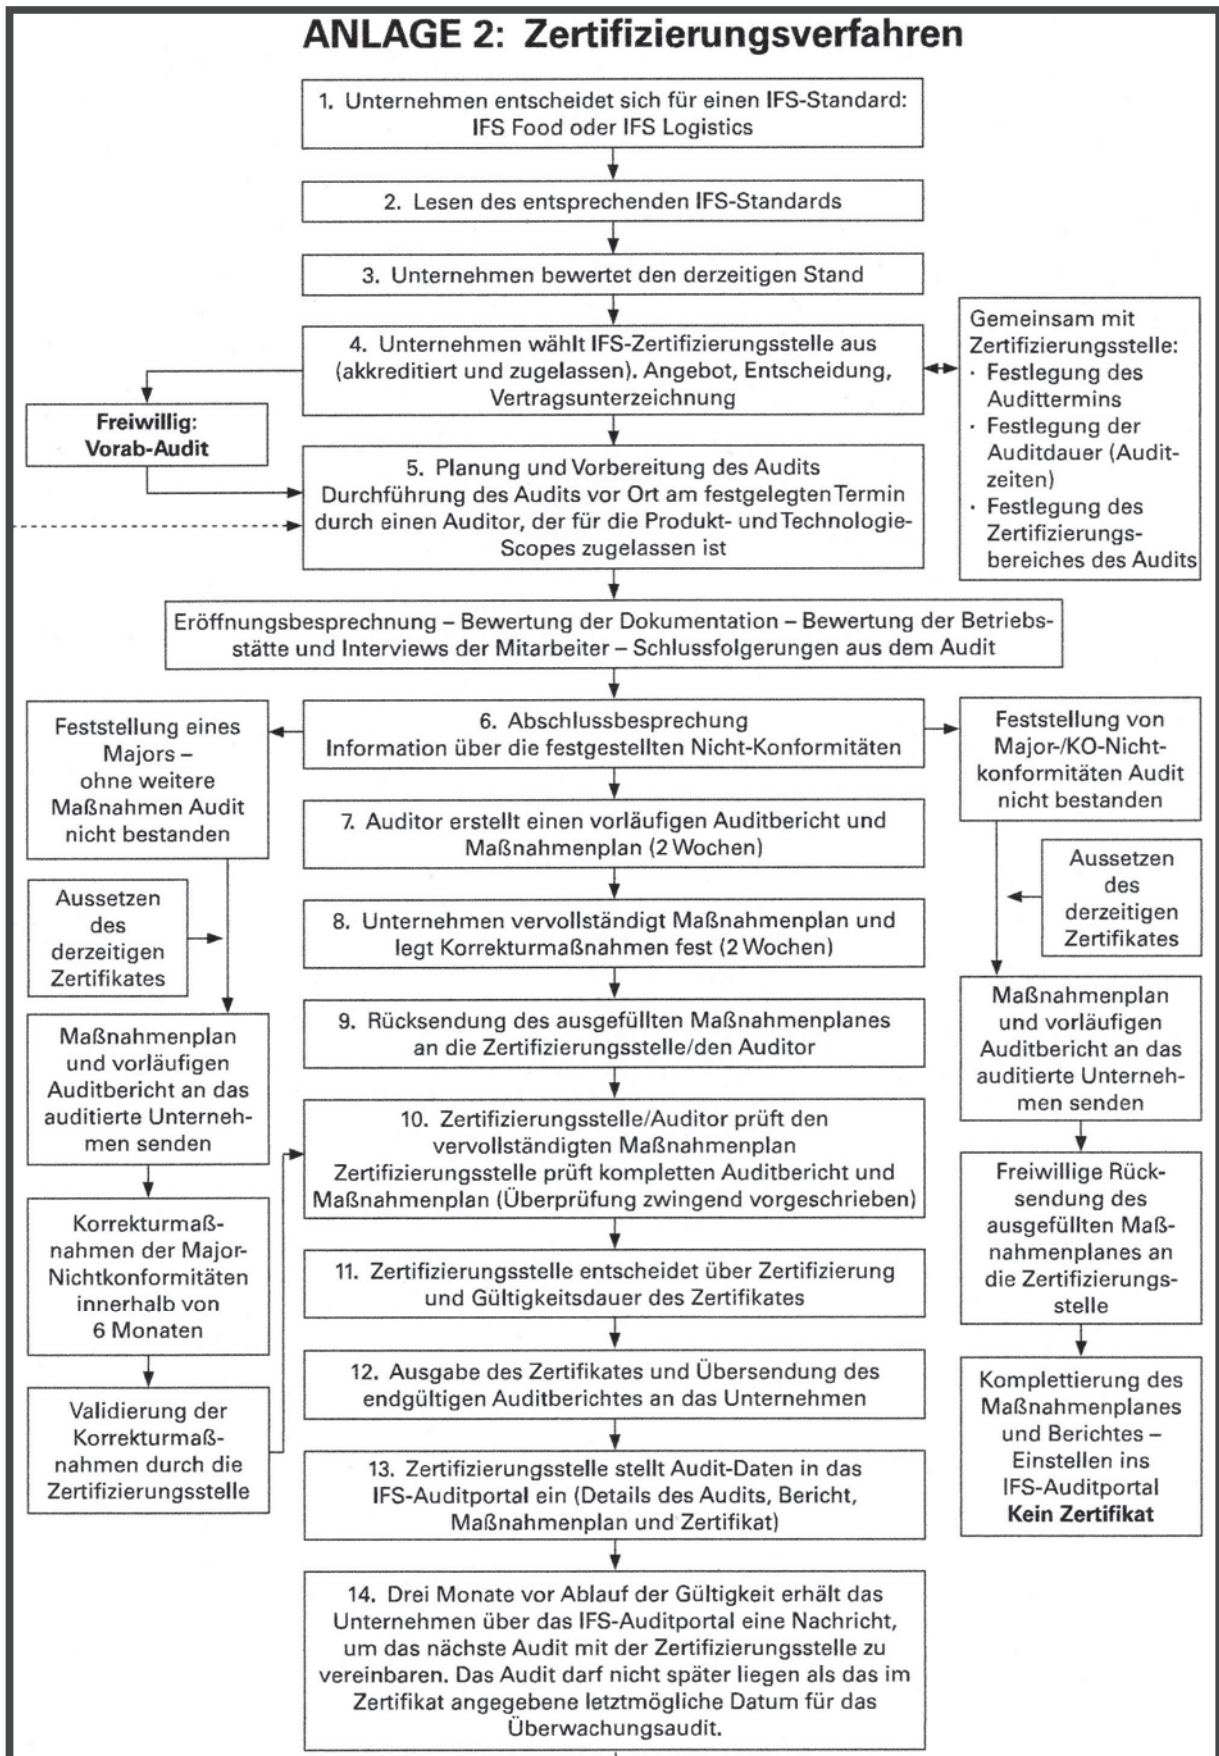 ANLAGE 2: Zertifizierungsverfahren
1. Unternehmen entscheidet sich für einen IFS-Standard:
IFS Food oder IFS Logistics
2. Lesen des entsprechenden IFS-Standards
3. Unternehmen bewertet den derzeitigen Stand
4. Unternehmen wählt IFS-Zertifizierungsstelle aus
(akkreditiert und zugelassen). Angebot, Entscheidung,
Vertragsunterzeichnung
Gemeinsam mit
Zertifizierungsstelle:
· Festlegung des
Audittermins
· Festlegung der
Auditdauer (Audit-
zeiten)
· Festlegung des
Zertifizierungs-
bereiches des Audits
Freiwillig:
Vorab-Audit
5. Planung und Vorbereitung des Audits
Durchführung des Audits vor Ort am festgelegten Termin
durch einen Auditor, der für die Produkt- und Technologie-
Scopes zugelassen ist
Eröffnungsbesprechnung – Bewertung der Dokumentation – Bewertung der Betriebs-
stätte und Interviews der Mitarbeiter – Schlussfolgerungen aus dem Audit
6. Abschlussbesprechung
Information über die festgestellten Nicht-Konformitäten
Feststellung eines
Majors –
ohne weitere
Maßnahmen Audit
nicht bestanden
Aussetzen
des
derzeitigen
Zertifikates
Maßnahmenplan
und vorläufigen
Auditbericht an das
auditierte Unterneh-
men senden
Korrekturmaß-
nahmen der Major-
Nichtkonformitäten
innerhalb von
6 Monaten
Validierung der
Korrekturmaß-
nahmen durch die
Zertifizierungsstelle
7. Auditor erstellt einen vorläufigen Auditbericht und
Maßnahmenplan (2 Wochen)
8. Unternehmen vervollständigt Maßnahmenplan und
legt Korrekturmaßnahmen fest (2 Wochen)
9. Rücksendung des ausgefüllten Maßnahmenplanes
an die Zertifizierungsstelle/den Auditor
10. Zertifizierungsstelle/Auditor prüft den
vervollständigten Maßnahmenplan
Zertifizierungsstelle prüft kompletten Auditbericht und
Maßnahmenplan (Überprüfung zwingend vorgeschrieben)
11. Zertifizierungsstelle entscheidet über Zertifizierung
und Gültigkeitsdauer des Zertifikates
12. Ausgabe des Zertifikates und Übersendung des
endgültigen Auditberichtes an das Unternehmen
13. Zertifizierungsstelle stellt Audit-Daten in das
IFS-Auditportal ein (Details des Audits, Bericht,
Maßnahmenplan und Zertifikat)
14. Drei Monate vor Ablauf der Gültigkeit erhält das
Unternehmen über das IFS-Auditportal eine Nachricht,
um das nächste Audit mit der Zertifizierungsstelle zu
vereinbaren. Das Audit darf nicht später liegen als das im
Zertifikat angegebene letztmögliche Datum für das
Überwachungsaudit.
Feststellung von
Major-/KO-Nicht-
konformitäten Audit
nicht bestanden
Aussetzen
des
derzeitigen
Zertifikates
Maßnahmenplan
und vorläufigen
Auditbericht an das
auditierte Unterneh-
men senden
Freiwillige Rück-
sendung des
ausgefüllten Maß-
nahmenplanes an
die Zertifizierungs-
stelle
Komplettierung des
Maßnahmenplanes
und Berichtes –
Einstellen ins
IFS-Auditportal
Kein Zertifikat